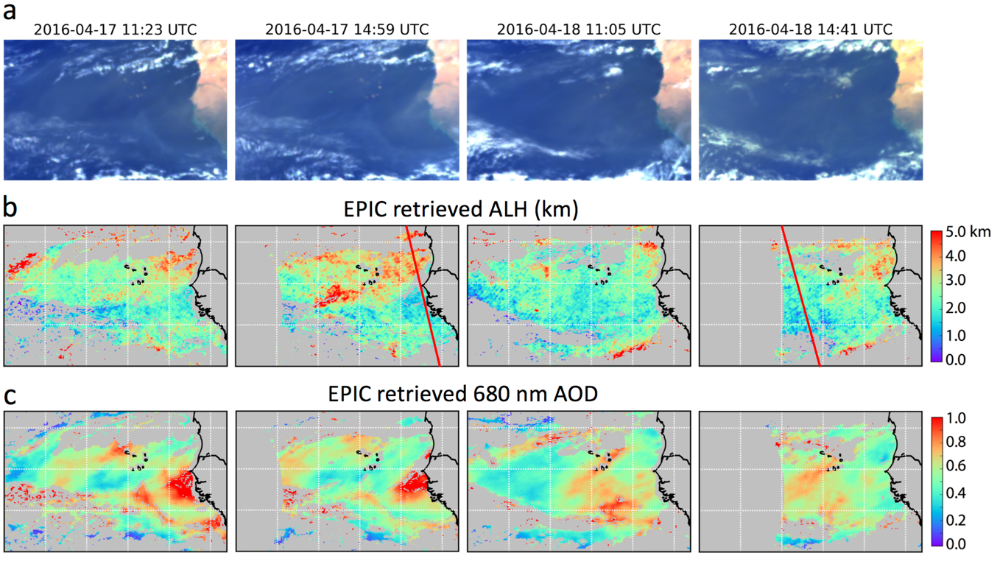 a
2016-04-17 11:23 UTC
2016-04-17 14:59 UTC
2016-04-18 11:05 UTC
2016-04-18 14:41 UTC
b
EPIC retrieved ALH (km)
5.0 km
4.0
3.0
2.0
1.0
0.0
c
EPIC retrieved 680 nm AOD
1.0
0.8
0.6
0.4
0.2
0.0